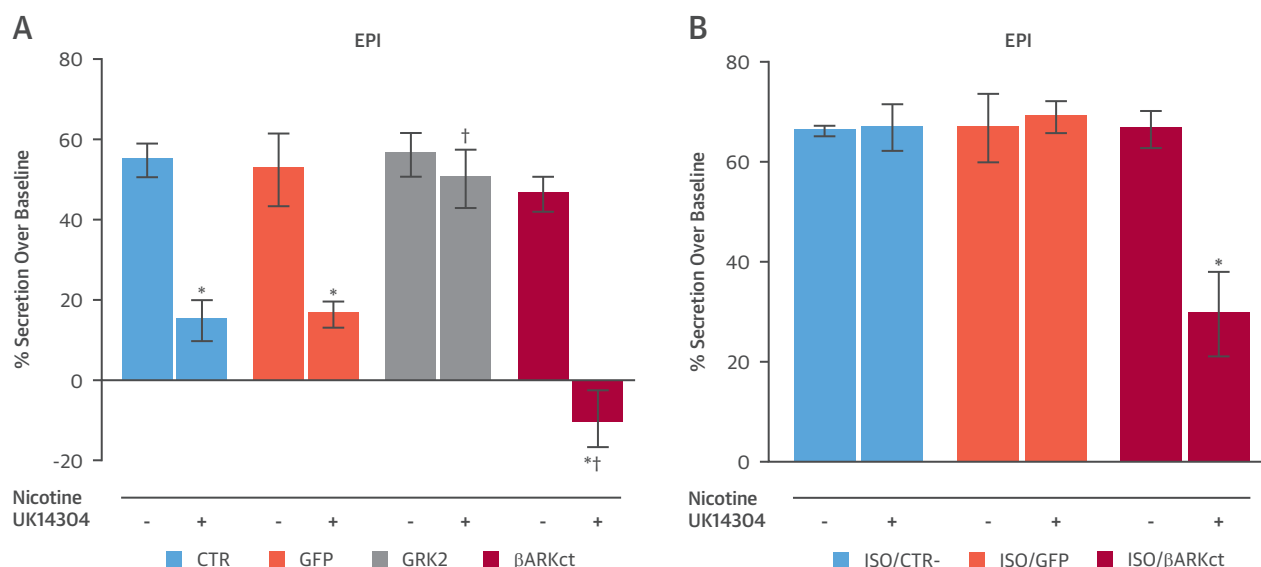 A
EPI
% Secretion Over Baseline
80
60
40
20
0
-20
*
*
†
*†
Nicotine
UK14304 - + - + - + - +
CTR GFP GRK2 βARKct
B
EPI
% Secretion Over Baseline
80
60
40
20
0
*
Nicotine
UK14304 - + - + - +
ISO/CTR- ISO/GFP ISO/βARKct